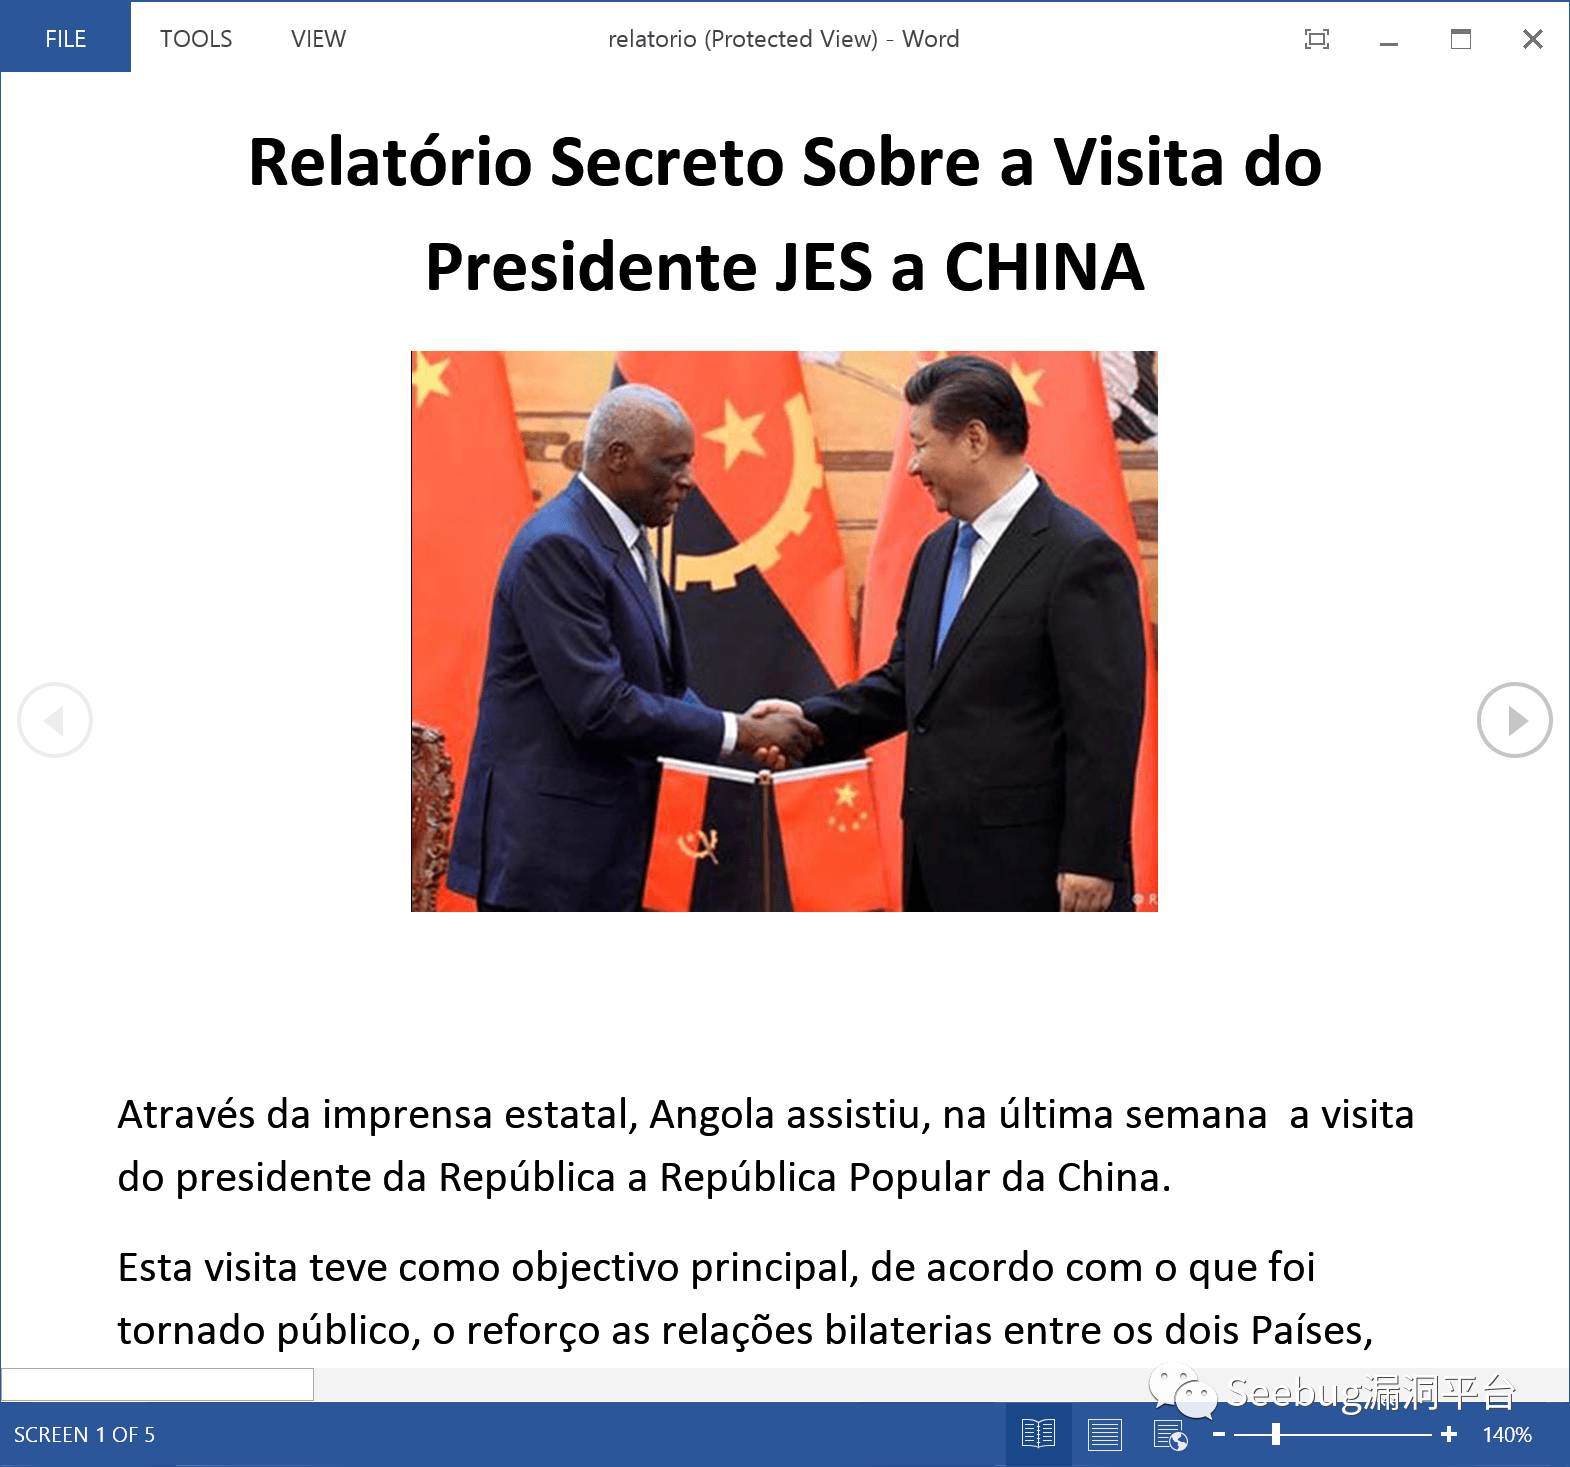 FILE TOOLS VIEW relatorio (Protected View) - Word
Relatório Secreto Sobre a Visita do
Presidente JES a CHINA
© R
Através da imprensa estatal, Angola assistiu, na última semana  a visita
do presidente da República a República Popular da China.
Esta visita teve como objectivo principal, de acordo com o que foi
tornado público, o reforço as relações bilaterias entre os dois Países,
Seebug漏洞平台
SCREEN 1 OF 5 140%